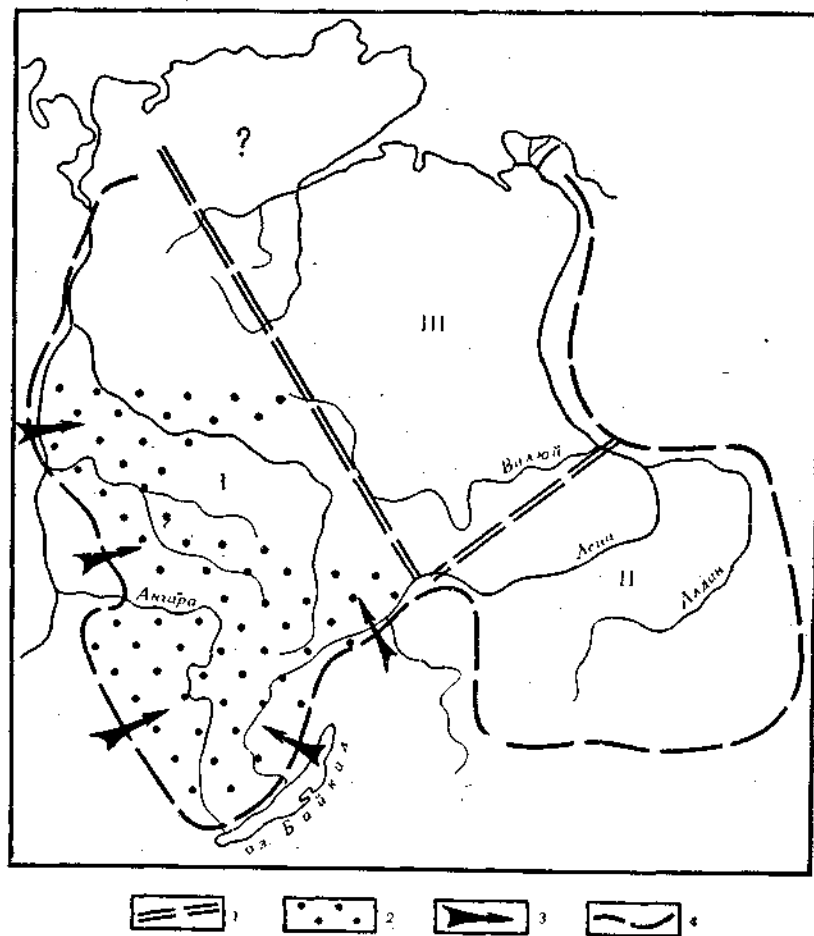 ?
III
Вилюй
I
Лена
II
Ангара
Алдан
оз. Байкал
1 2 3 4